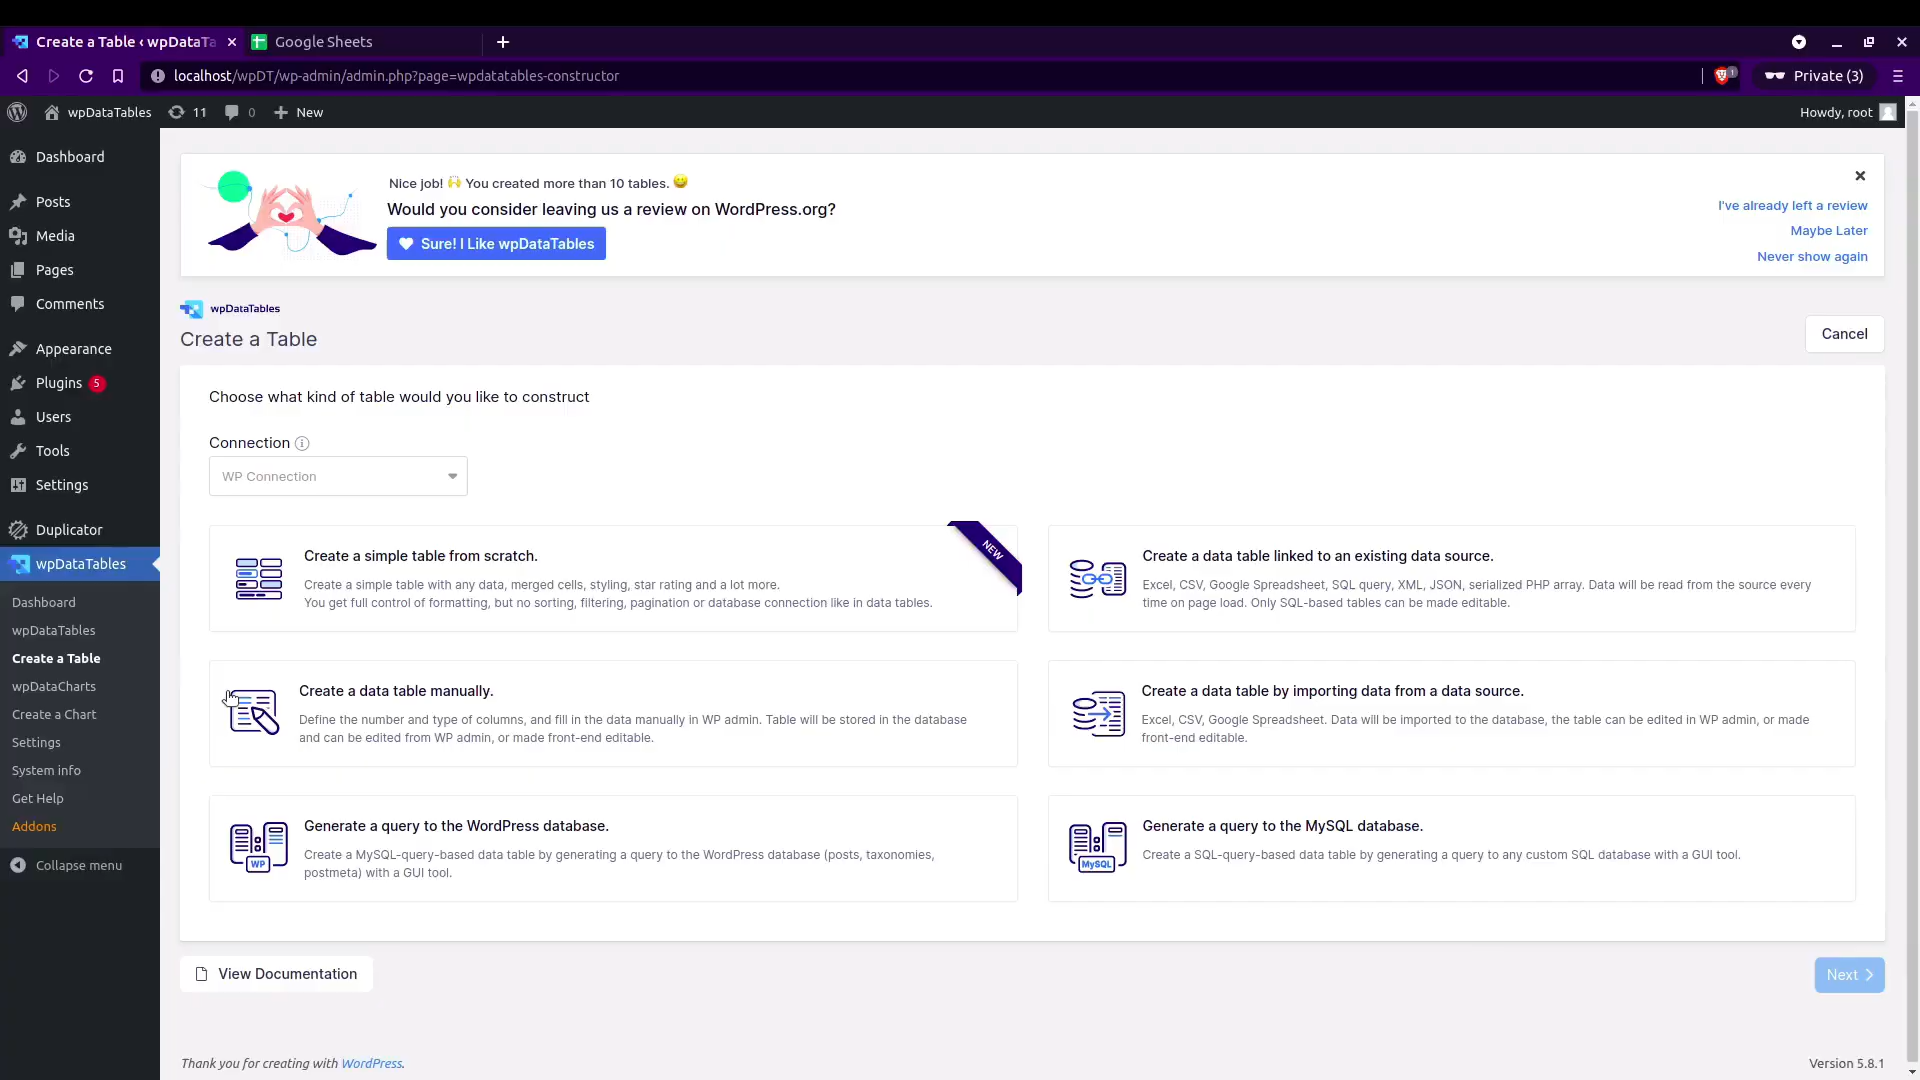 Create a Table ‹ wpDataTa
Google Sheets
localhost/wpDT/wp-admin/admin.php?page=wpdatatables-constructor
1
Private (3)
wpDataTables
11
0
New
Howdy, root
Dashboard
Posts
Media
Pages
Comments
Appearance
Plugins 5
Users
Tools
Settings
Duplicator
wpDataTables
Dashboard
wpDataTables
Create a Table
wpDataCharts
Create a Chart
Settings
System info
Get Help
Addons
Collapse menu
Nice job! 🙌 You created more than 10 tables. 😀
Would you consider leaving us a review on WordPress.org?
Sure! I Like wpDataTables
I've already left a review
Maybe Later
Never show again
wpDataTables
Create a Table
Cancel
Choose what kind of table would you like to construct
Connection
WP Connection
Create a simple table from scratch.
Create a simple table with any data, merged cells, styling, star rating and a lot more.
You get full control of formatting, but no sorting, filtering, pagination or database connection like in data tables.
NEW
Create a data table linked to an existing data source.
Excel, CSV, Google Spreadsheet, SQL query, XML, JSON, serialized PHP array. Data will be read from the source every
time on page load. Only SQL-based tables can be made editable.
Create a data table manually.
Define the number and type of columns, and fill in the data manually in WP admin. Table will be stored in the database
and can be edited from WP admin, or made front-end editable.
Create a data table by importing data from a data source.
Excel, CSV, Google Spreadsheet. Data will be imported to the database, the table can be edited in WP admin, or made
front-end editable.
WP
Generate a query to the WordPress database.
Create a MySQL-query-based data table by generating a query to the WordPress database (posts, taxonomies,
postmeta) with a GUI tool.
MySQL
Generate a query to the MySQL database.
Create a SQL-query-based data table by generating a query to any custom SQL database with a GUI tool.
View Documentation
Next
Thank you for creating with WordPress.
Version 5.8.1